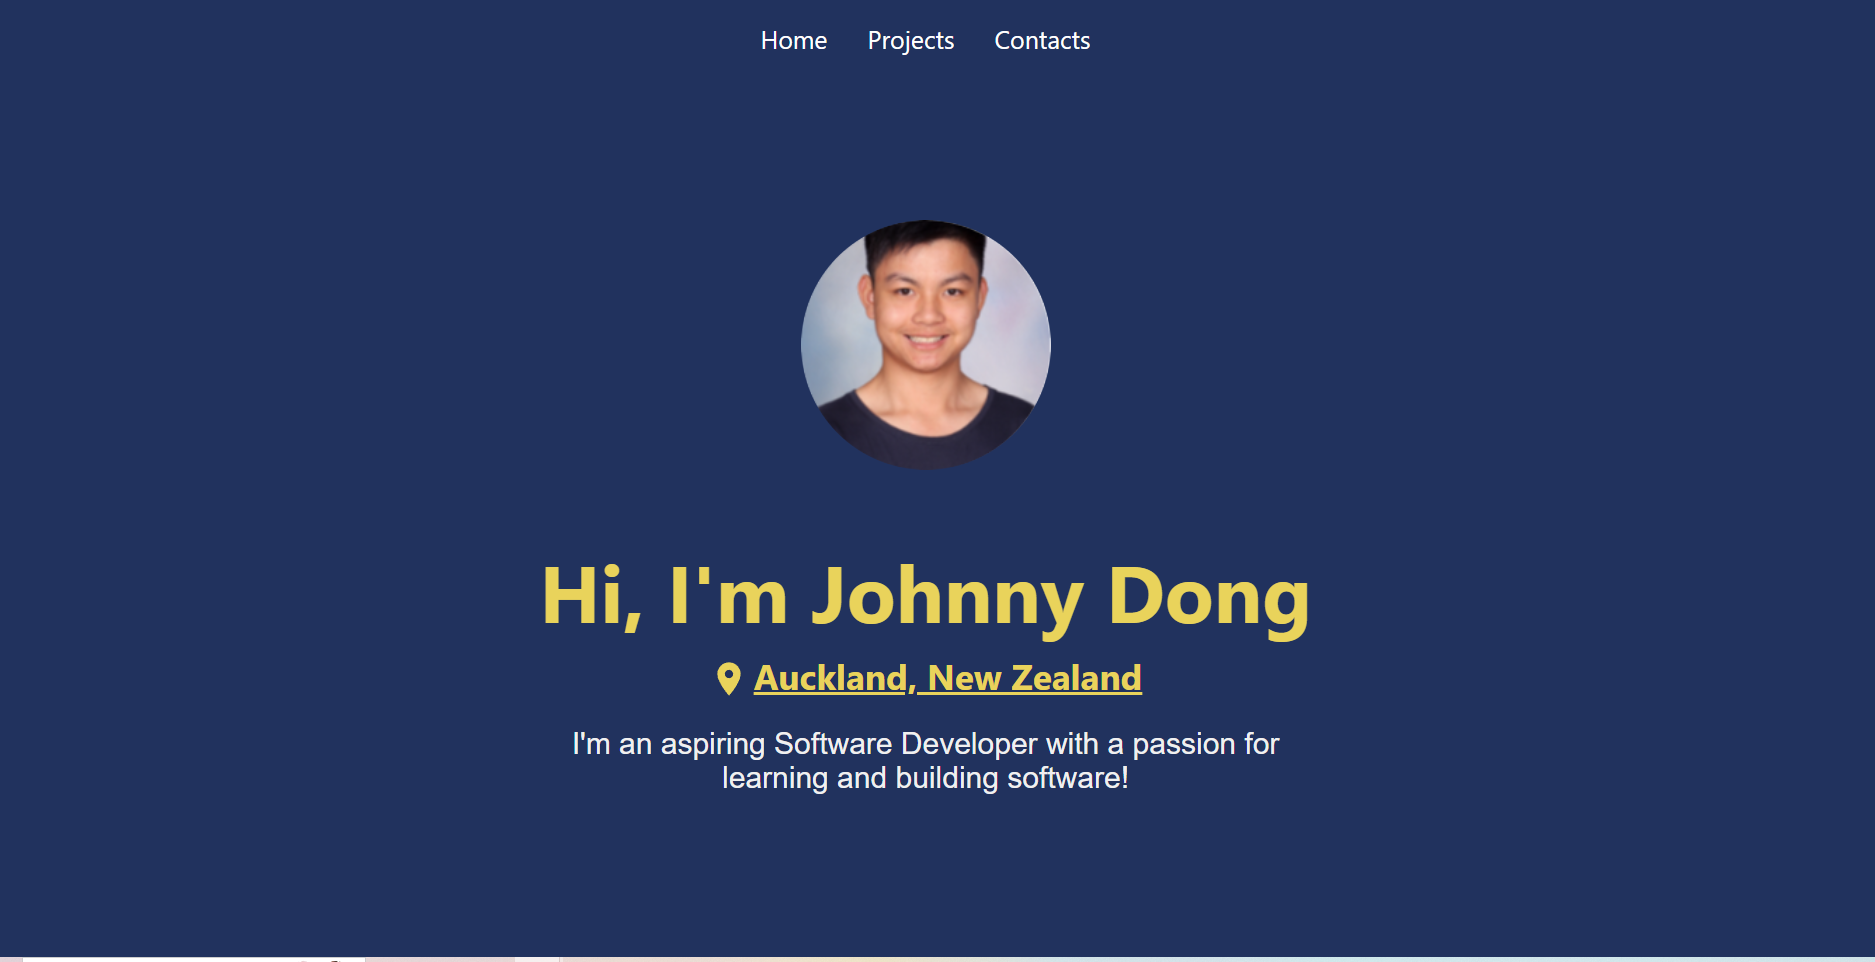 Home Projects Contacts
Hi, I'm Johnny Dong
Auckland, New Zealand
I'm an aspiring Software Developer with a passion for
learning and building software!